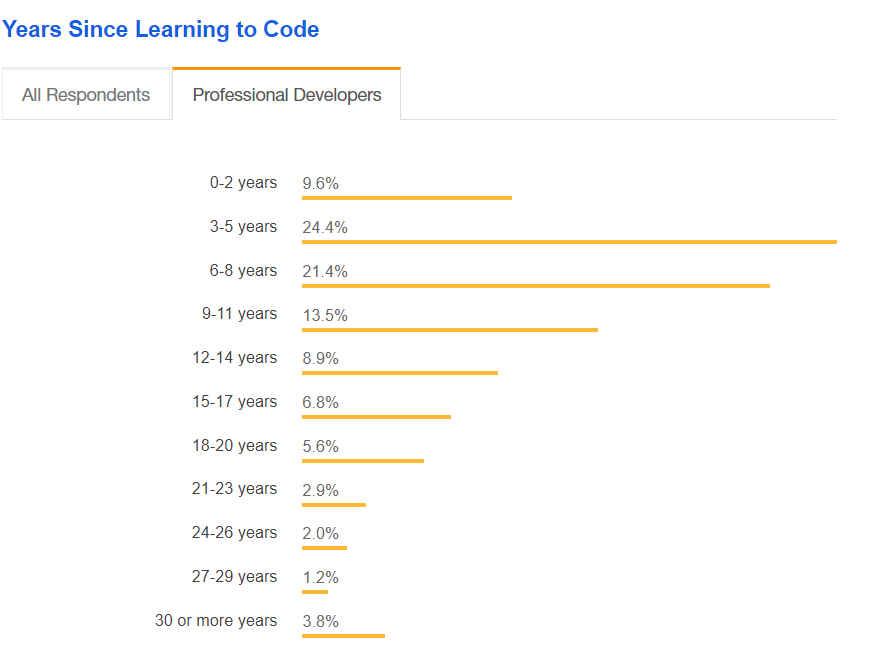 Years Since Learning to Code
All Respondents Professional Developers
0-2 years 9.6%
3-5 years 24.4%
6-8 years 21.4%
9-11 years 13.5%
12-14 years 8.9%
15-17 years 6.8%
18-20 years 5.6%
21-23 years 2.9%
24-26 years 2.0%
27-29 years 1.2%
30 or more years 3.8%